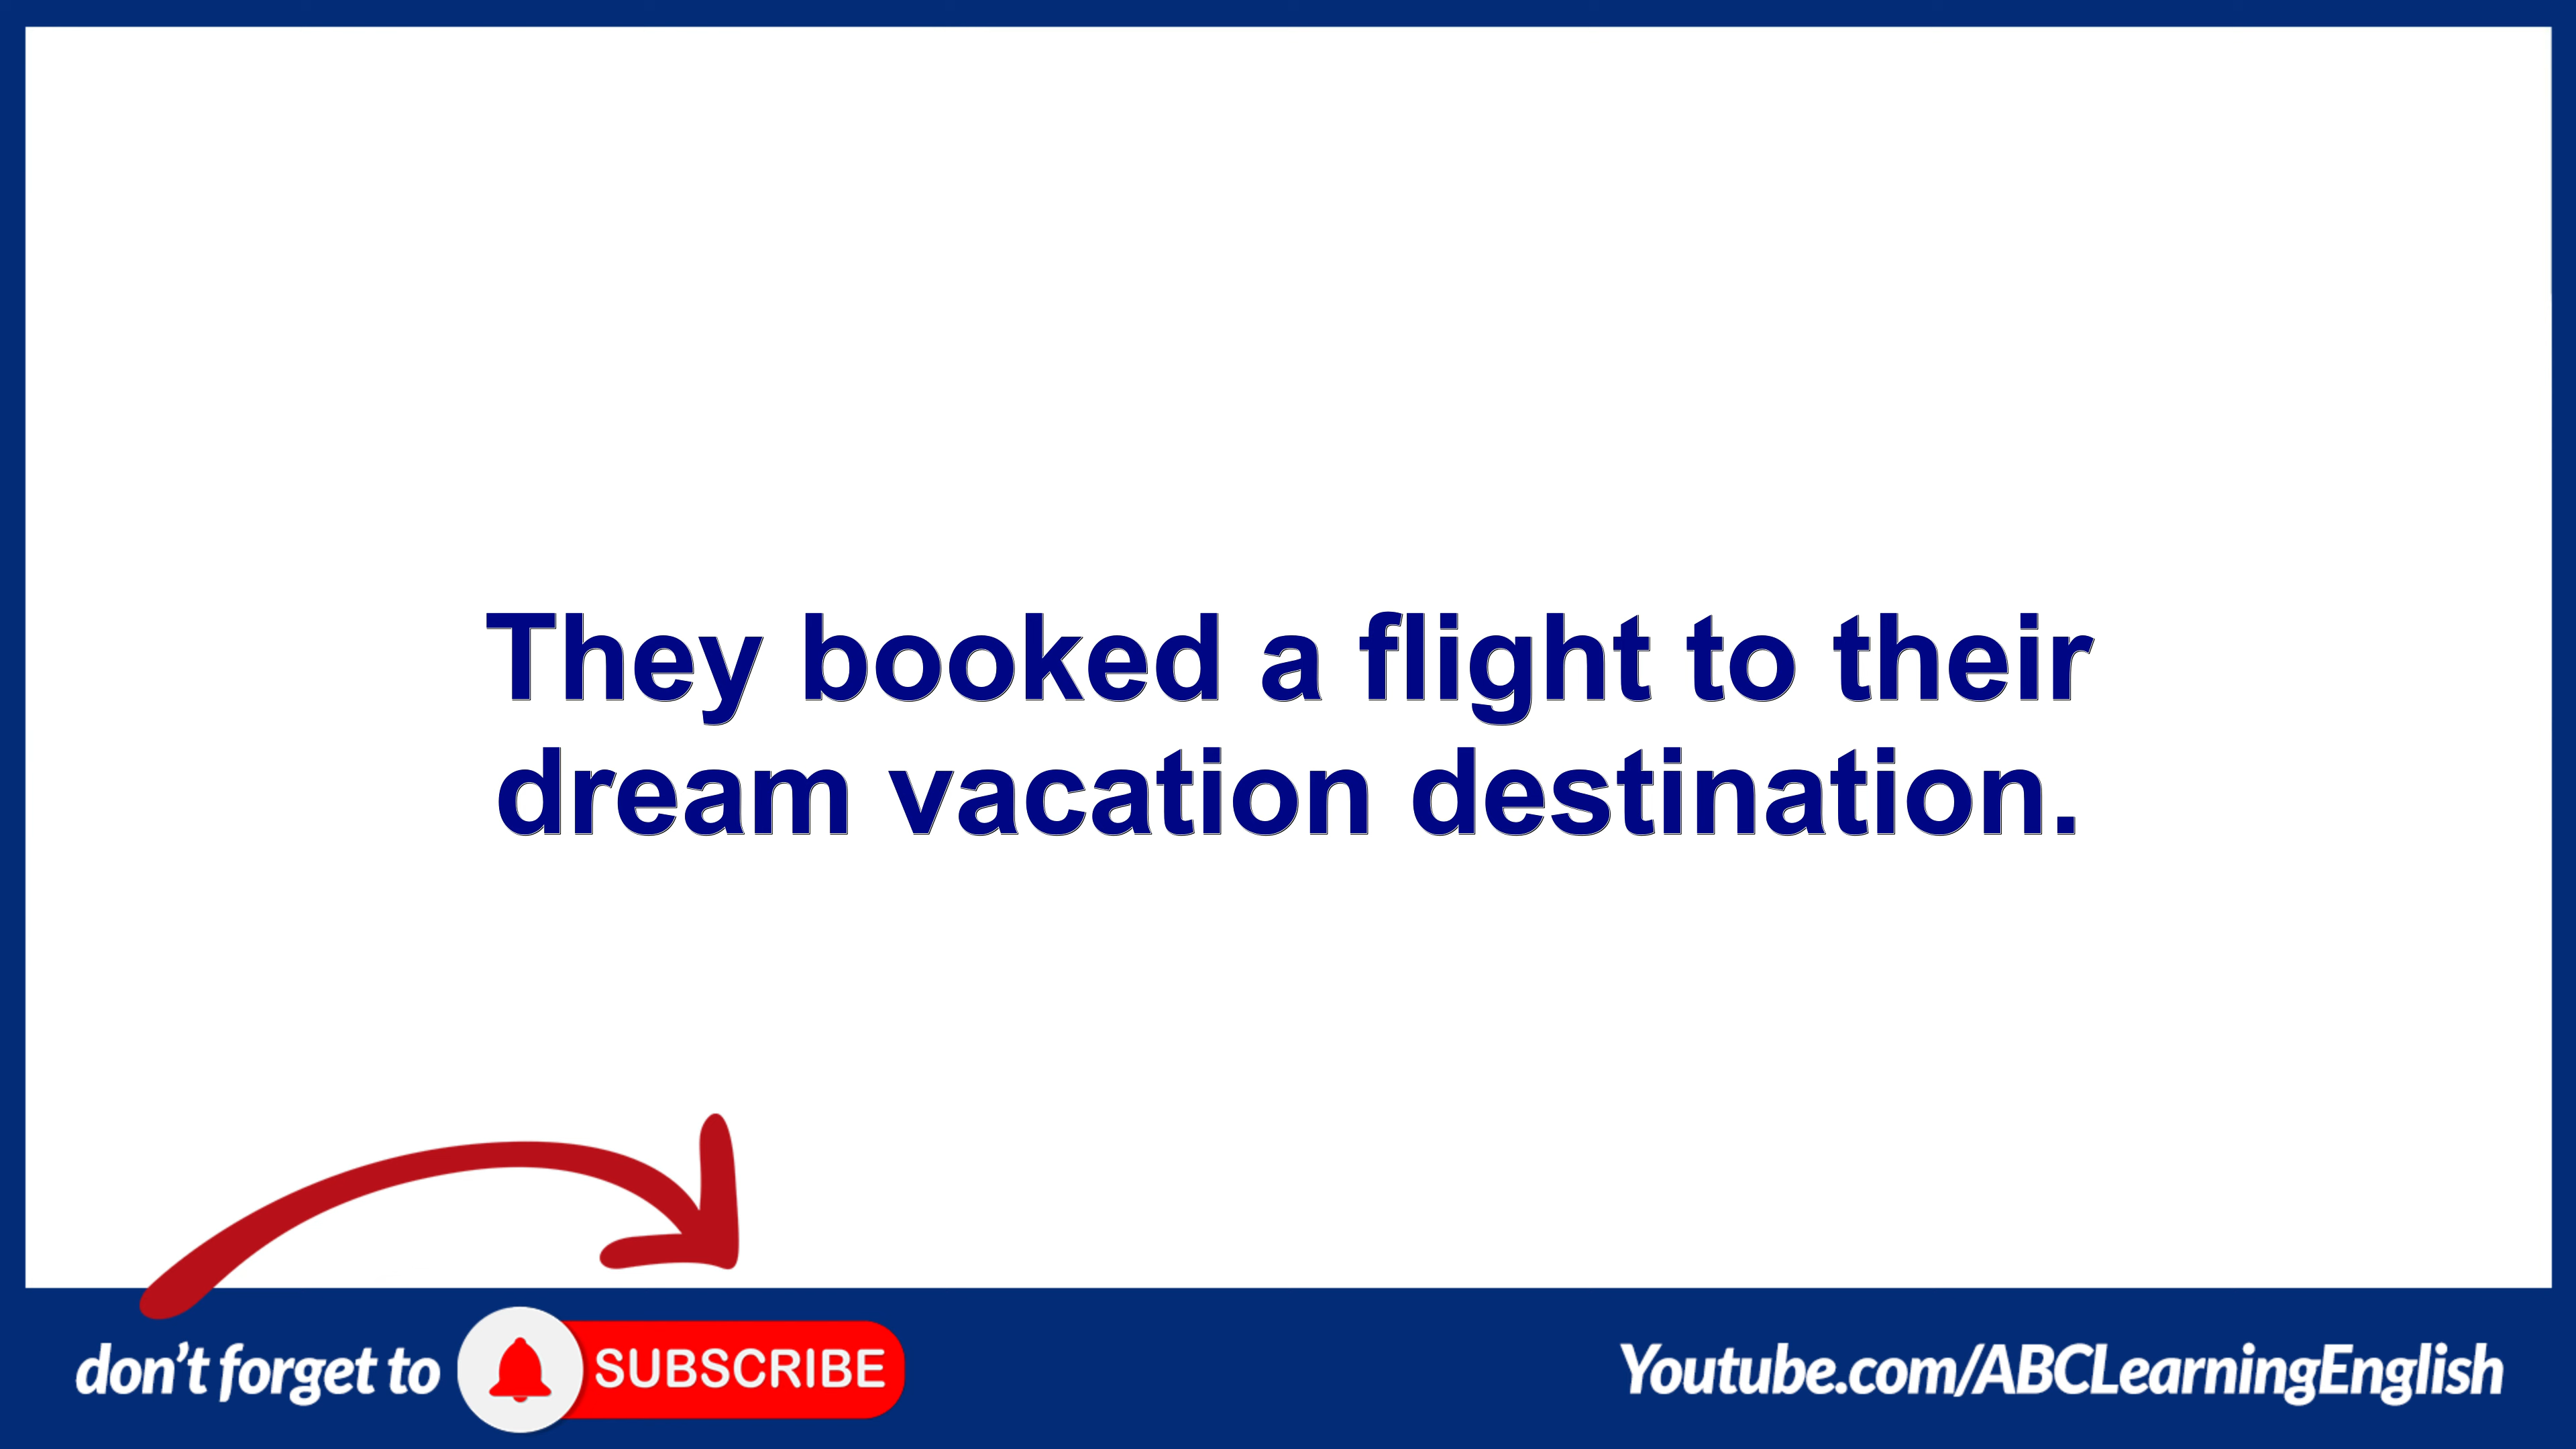 They booked a flight to their
dream vacation destination.
don't forget to SUBSCRIBE
Youtube.com/ABCLearningEnglish